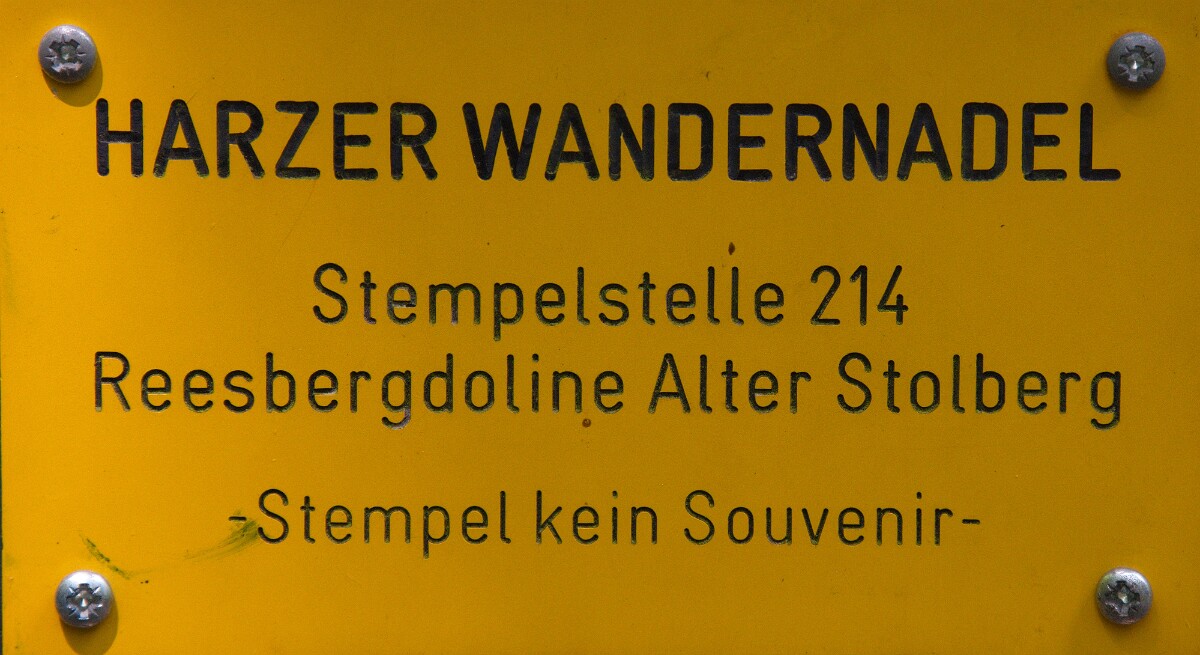 HARZER WANDERNADEL
Stempelstelle 214
Reesbergdoline Alter Stolberg
-Stempel kein Souvenir-